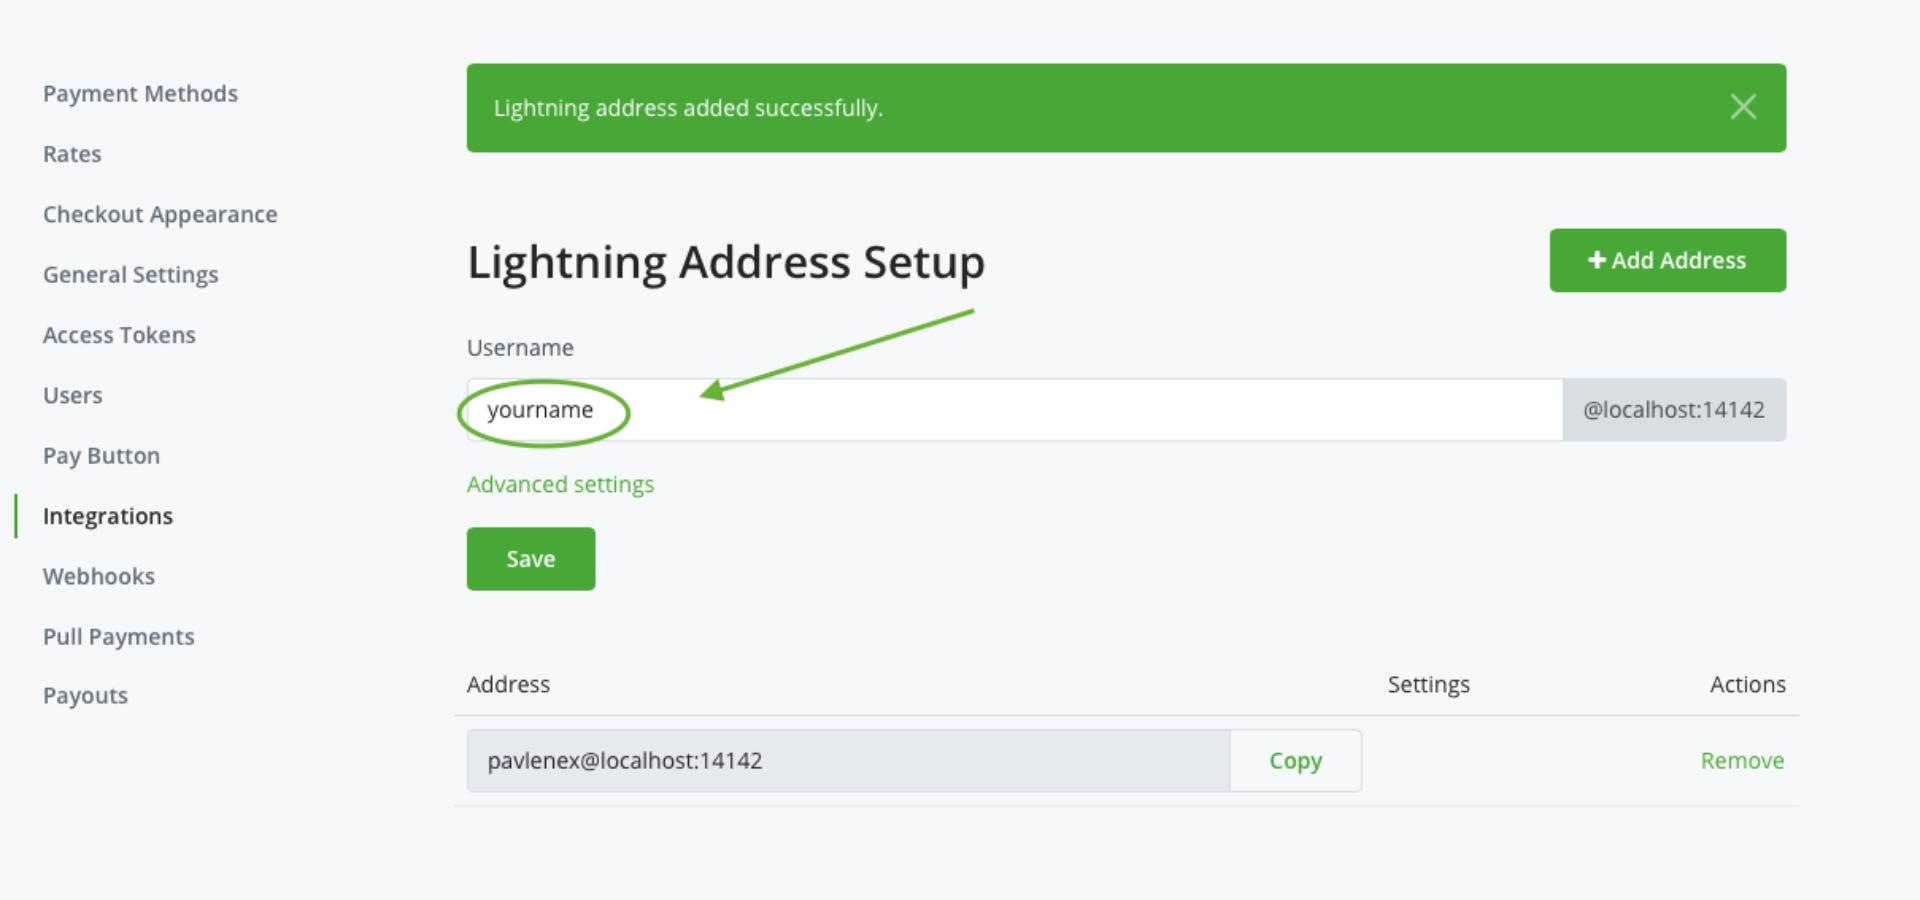 Payment Methods
Rates
Checkout Appearance
General Settings
Access Tokens
Users
Pay Button
Integrations
Webhooks
Pull Payments
Payouts
Lightning address added successfully.
Lightning Address Setup
+ Add Address
Username
yourname
@localhost:14142
Advanced settings
Save
Address Settings Actions
pavlenex@localhost:14142 Copy Remove